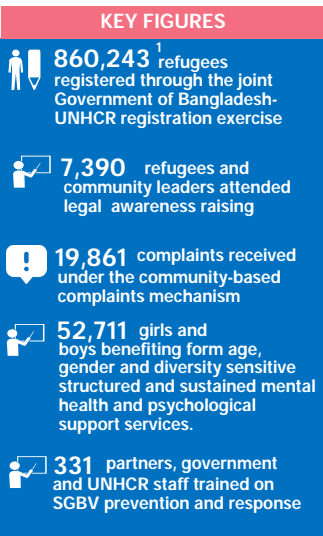 KEY FIGURES
860,243 1 refugees
registered through the joint
Government of Bangladesh-
UNHCR registration exercise
7,390 refugees and
community leaders attended
legal awareness raising
19,861 complaints received
under the community-based
complaints mechanism
52,711 girls and
boys benefiting form age,
gender and diversity sensitive
structured and sustained mental
health and psychological
support services.
331 partners, government
and UNHCR staff trained on
SGBV prevention and response